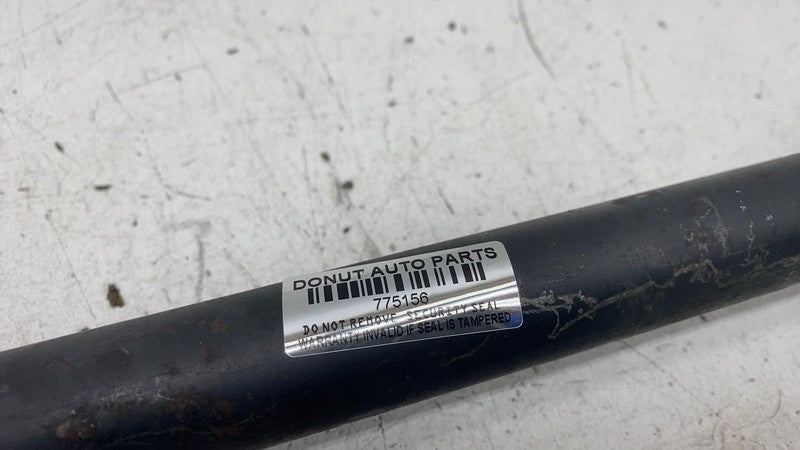 DONUT AUTO PARTS
775156
DO NOT REMOVE SECURITY SEAL
WARRANTY INVALID IF SEAL IS TAMPERED